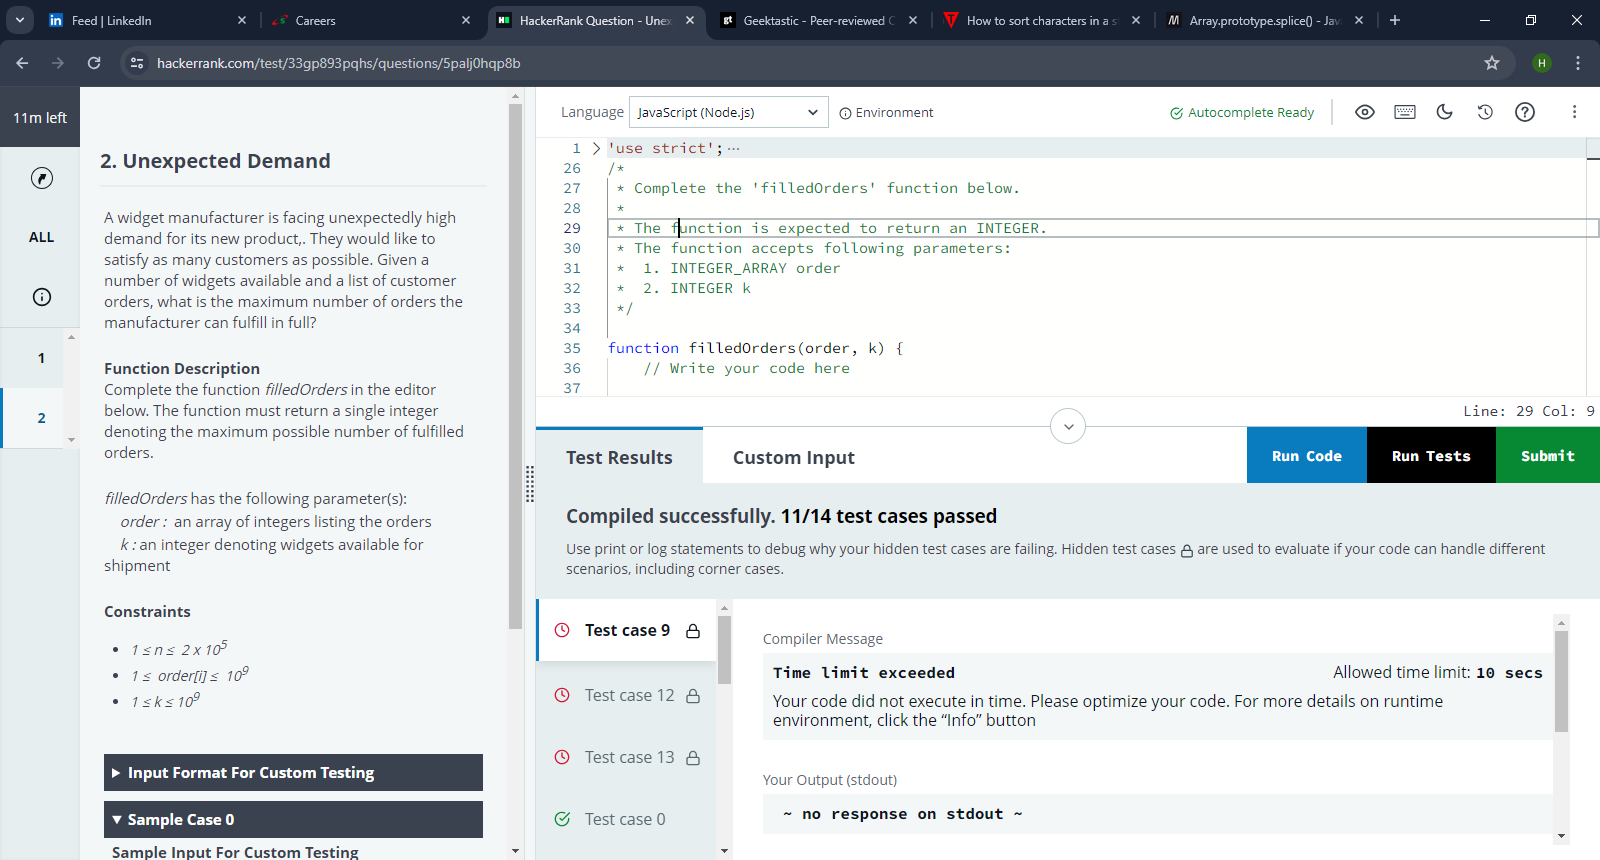 Feed | LinkedIn
Careers
HackerRank Question - Unex
Geektastic - Peer-reviewed C
How to sort characters in a s
Array.prototype.splice() - Jav
hackerrank.com/test/33gp893pqhs/questions/5palj0hqp8b
H
11m left
ALL
1
2
2. Unexpected Demand
A widget manufacturer is facing unexpectedly high
demand for its new product,. They would like to
satisfy as many customers as possible. Given a
number of widgets available and a list of customer
orders, what is the maximum number of orders the
manufacturer can fulfill in full?
Function Description
Complete the function filledOrders in the editor
below. The function must return a single integer
denoting the maximum possible number of fulfilled
orders.
filledOrders has the following parameter(s):
order : an array of integers listing the orders
k : an integer denoting widgets available for
shipment
Constraints
• 1 ≤ n ≤ 2 x 10⁵
• 1 ≤ order[i] ≤ 10⁹
• 1 ≤ k ≤ 10⁹
Input Format For Custom Testing
Sample Case 0
Sample Input For Custom Testing
Language JavaScript (Node.js) Environment
Autocomplete Ready
1 'use strict'; ···
26 /*
27 * Complete the 'filledOrders' function below.
28 *
29 * The function is expected to return an INTEGER.
30 * The function accepts following parameters:
31 * 1. INTEGER_ARRAY order
32 * 2. INTEGER k
33 */
34
35 function filledOrders(order, k) {
36 // Write your code here
37
Line: 29 Col: 9
Test Results
Custom Input
Run Code
Run Tests
Submit
Compiled successfully. 11/14 test cases passed
Use print or log statements to debug why your hidden test cases are failing. Hidden test cases are used to evaluate if your code can handle different
scenarios, including corner cases.
Test case 9
Test case 12
Test case 13
Test case 0
Compiler Message
Time limit exceeded
Allowed time limit: 10 secs
Your code did not execute in time. Please optimize your code. For more details on runtime
environment, click the “Info” button
Your Output (stdout)
~ no response on stdout ~